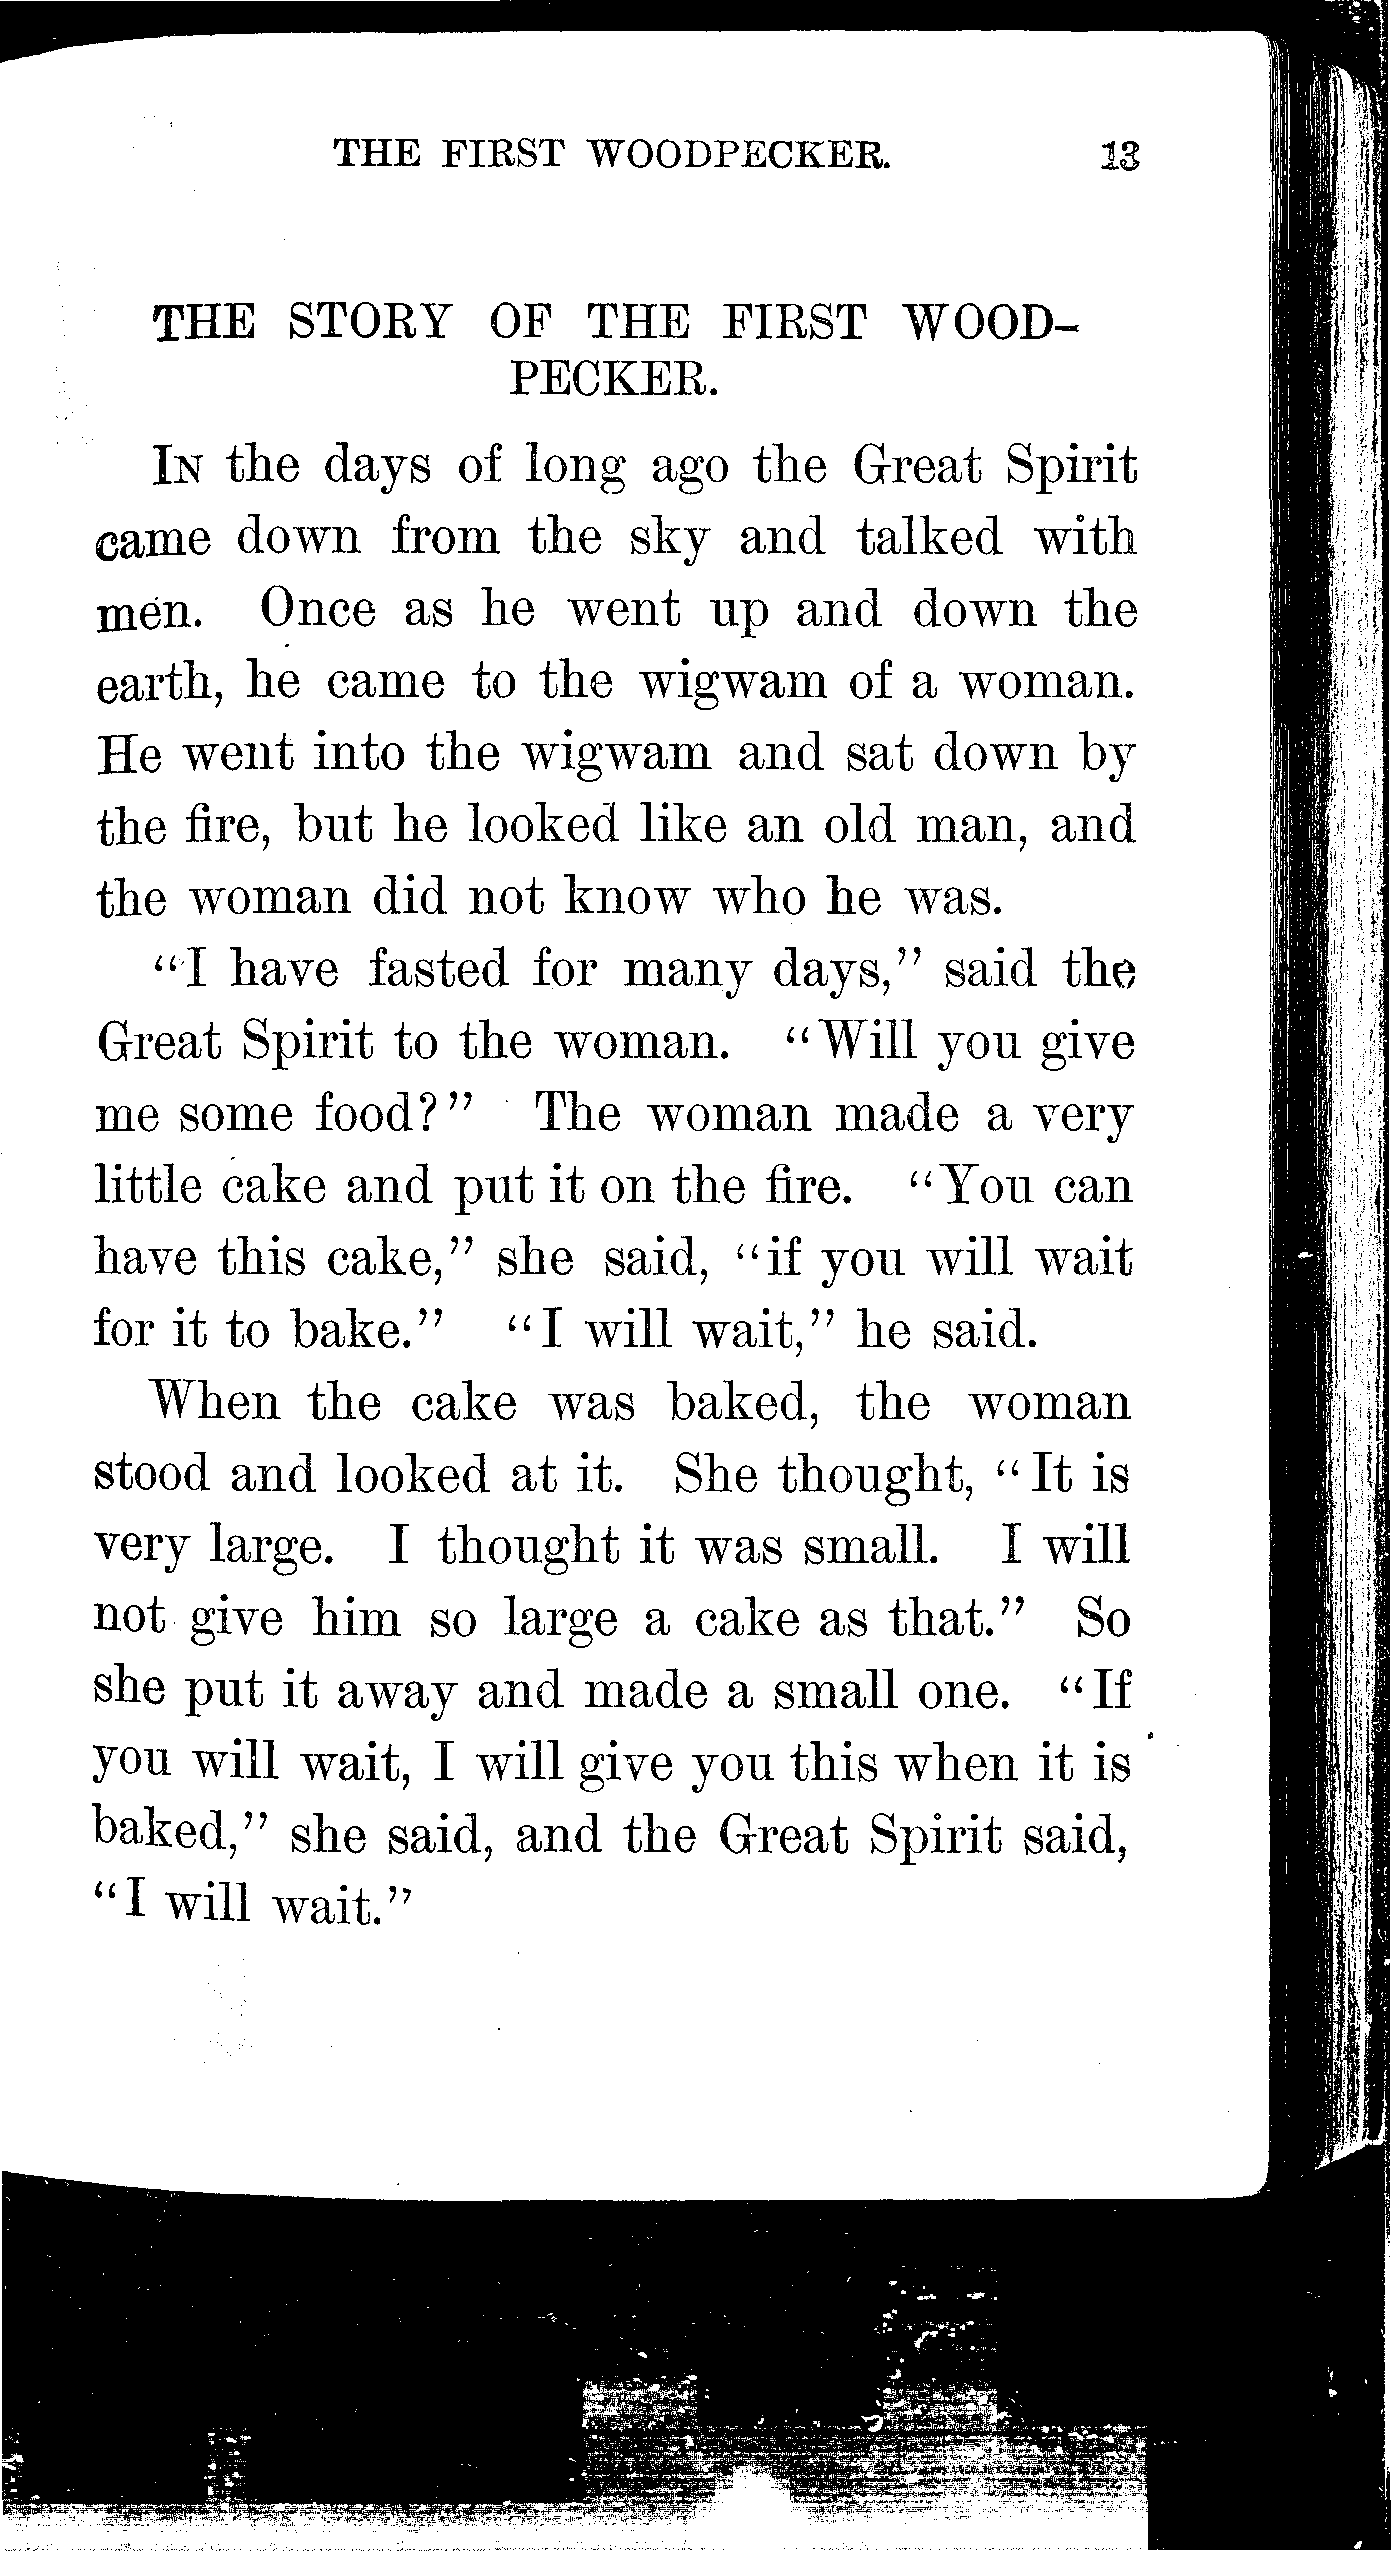 THE FIRST WOODPECKER. 13
THE STORY OF THE FIRST WOOD-
PECKER.
IN the days of long ago the Great Spirit
came down from the sky and talked with
men. Once as he went up and down the
earth, he came to the wigwam of a woman.
He went into the wigwam and sat down by
the fire, but he looked like an old man, and
the woman did not know who he was.
"I have fasted for many days," said the
Great Spirit to the woman. "Will you give
me some food?" The woman made a very
little cake and put it on the fire. "You can
have this cake," she said, "if you will wait
for it to bake." "I will wait," he said.
When the cake was baked, the woman
stood and looked at it. She thought, "It is
very large. I thought it was small. I will
not give him so large a cake as that." So
she put it away and made a small one. "If
you will wait, I will give you this when it is
baked," she said, and the Great Spirit said,
"I will wait."